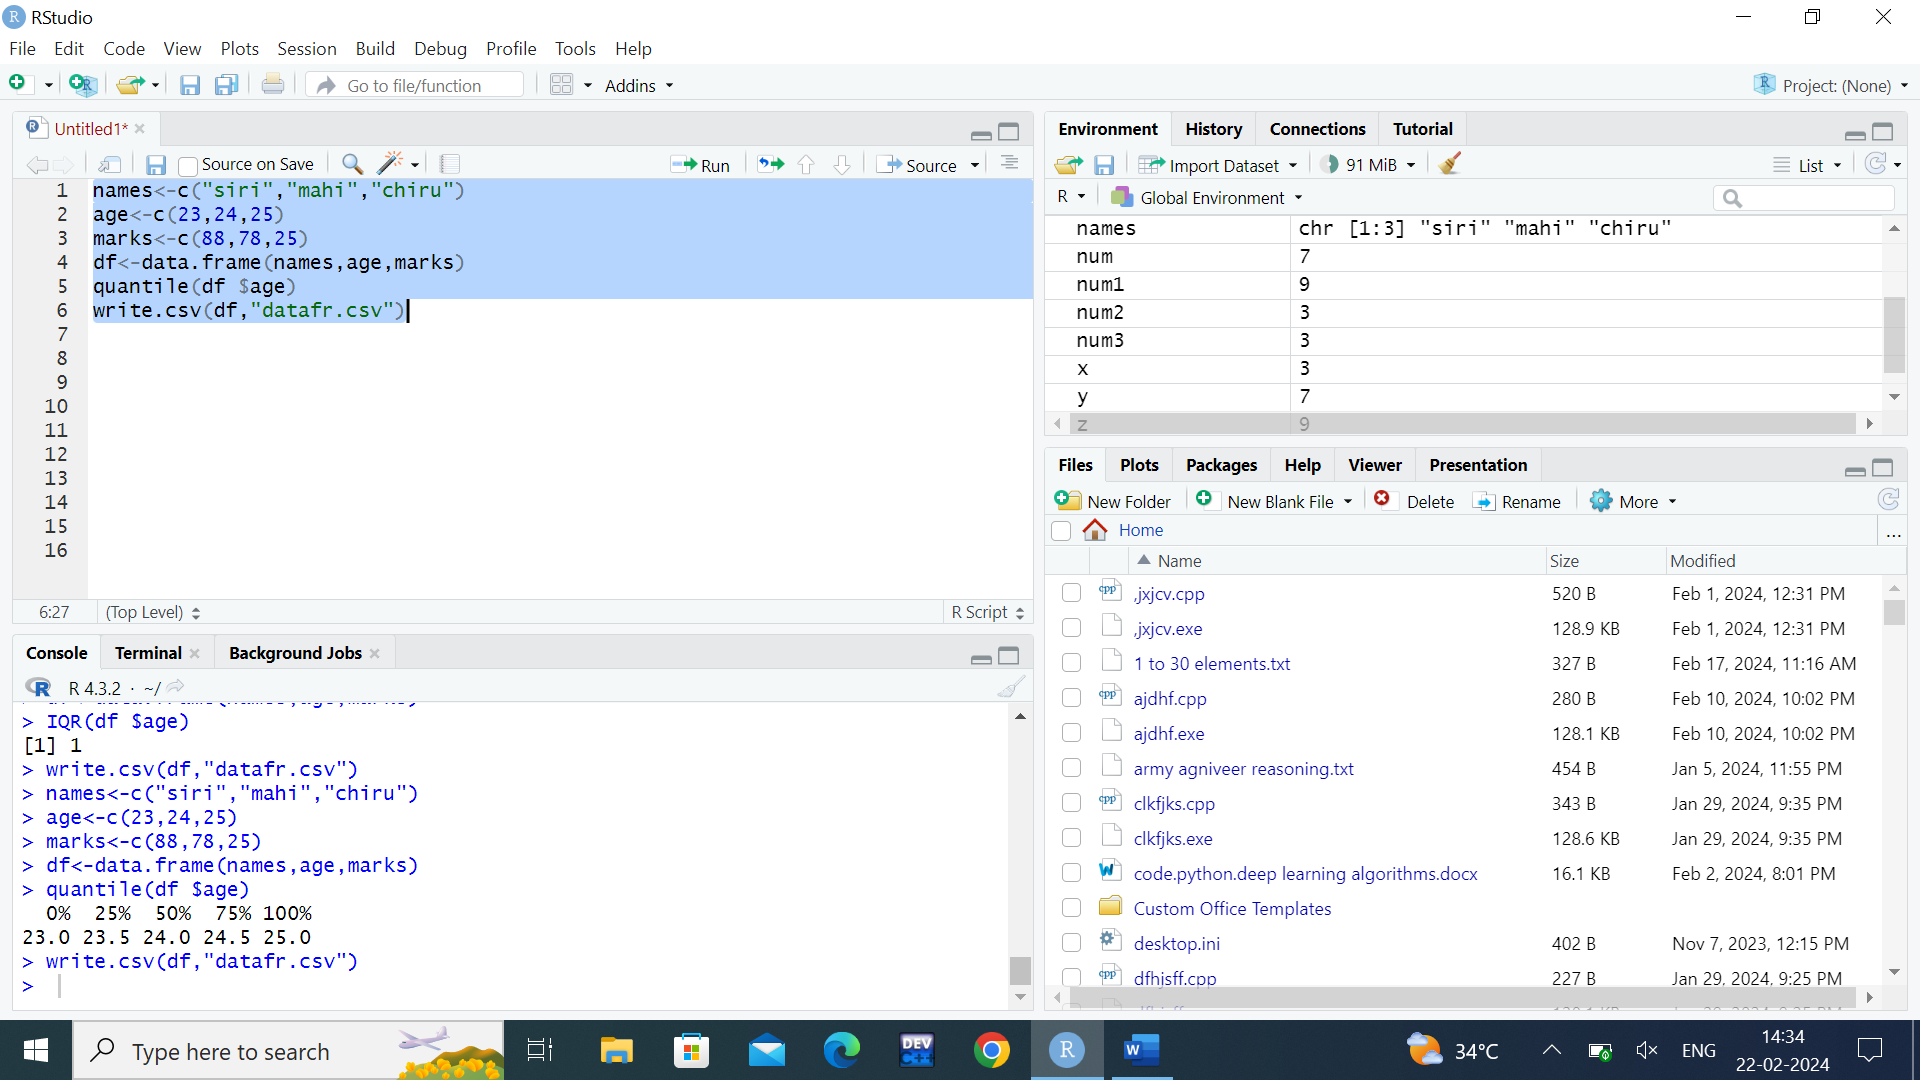 RStudio
File Edit Code View Plots Session Build Debug Profile Tools Help
Go to file/function Addins Project: (None)
Untitled1*
Source on Save Run Source
1 names<-c("siri","mahi","chiru")
2 age<-c(23,24,25)
3 marks<-c(88,78,25)
4 df<-data.frame(names,age,marks)
5 quantile(df $age)
6 write.csv(df,"datafr.csv")
7
8
9
10
11
12
13
14
15
16
6:27 (Top Level) R Script
Console Terminal Background Jobs
R 4.3.2 · ~/
> IQR(df $age)
[1] 1
> write.csv(df,"datafr.csv")
> names<-c("siri","mahi","chiru")
> age<-c(23,24,25)
> marks<-c(88,78,25)
> df<-data.frame(names,age,marks)
> quantile(df $age)
0% 25% 50% 75% 100%
23.0 23.5 24.0 24.5 25.0
> write.csv(df,"datafr.csv")
>
Environment History Connections Tutorial
Import Dataset 91 MiB List
R Global Environment
names chr [1:3] "siri" "mahi" "chiru"
num 7
num1 9
num2 3
num3 3
x 3
y 7
z 9
Files Plots Packages Help Viewer Presentation
New Folder New Blank File Delete Rename More
Home ...
Name Size Modified
,jxjcv.cpp 520 B Feb 1, 2024, 12:31 PM
,jxjcv.exe 128.9 KB Feb 1, 2024, 12:31 PM
1 to 30 elements.txt 327 B Feb 17, 2024, 11:16 AM
ajdhf.cpp 280 B Feb 10, 2024, 10:02 PM
ajdhf.exe 128.1 KB Feb 10, 2024, 10:02 PM
army agniveer reasoning.txt 454 B Jan 5, 2024, 11:55 PM
clkfjks.cpp 343 B Jan 29, 2024, 9:35 PM
clkfjks.exe 128.6 KB Jan 29, 2024, 9:35 PM
code.python.deep learning algorithms.docx 16.1 KB Feb 2, 2024, 8:01 PM
Custom Office Templates
desktop.ini 402 B Nov 7, 2023, 12:15 PM
dfhjsff.cpp 227 B Jan 29, 2024, 9:25 PM
Type here to search DEV C++ R W 34°C ENG 14:34
22-02-2024